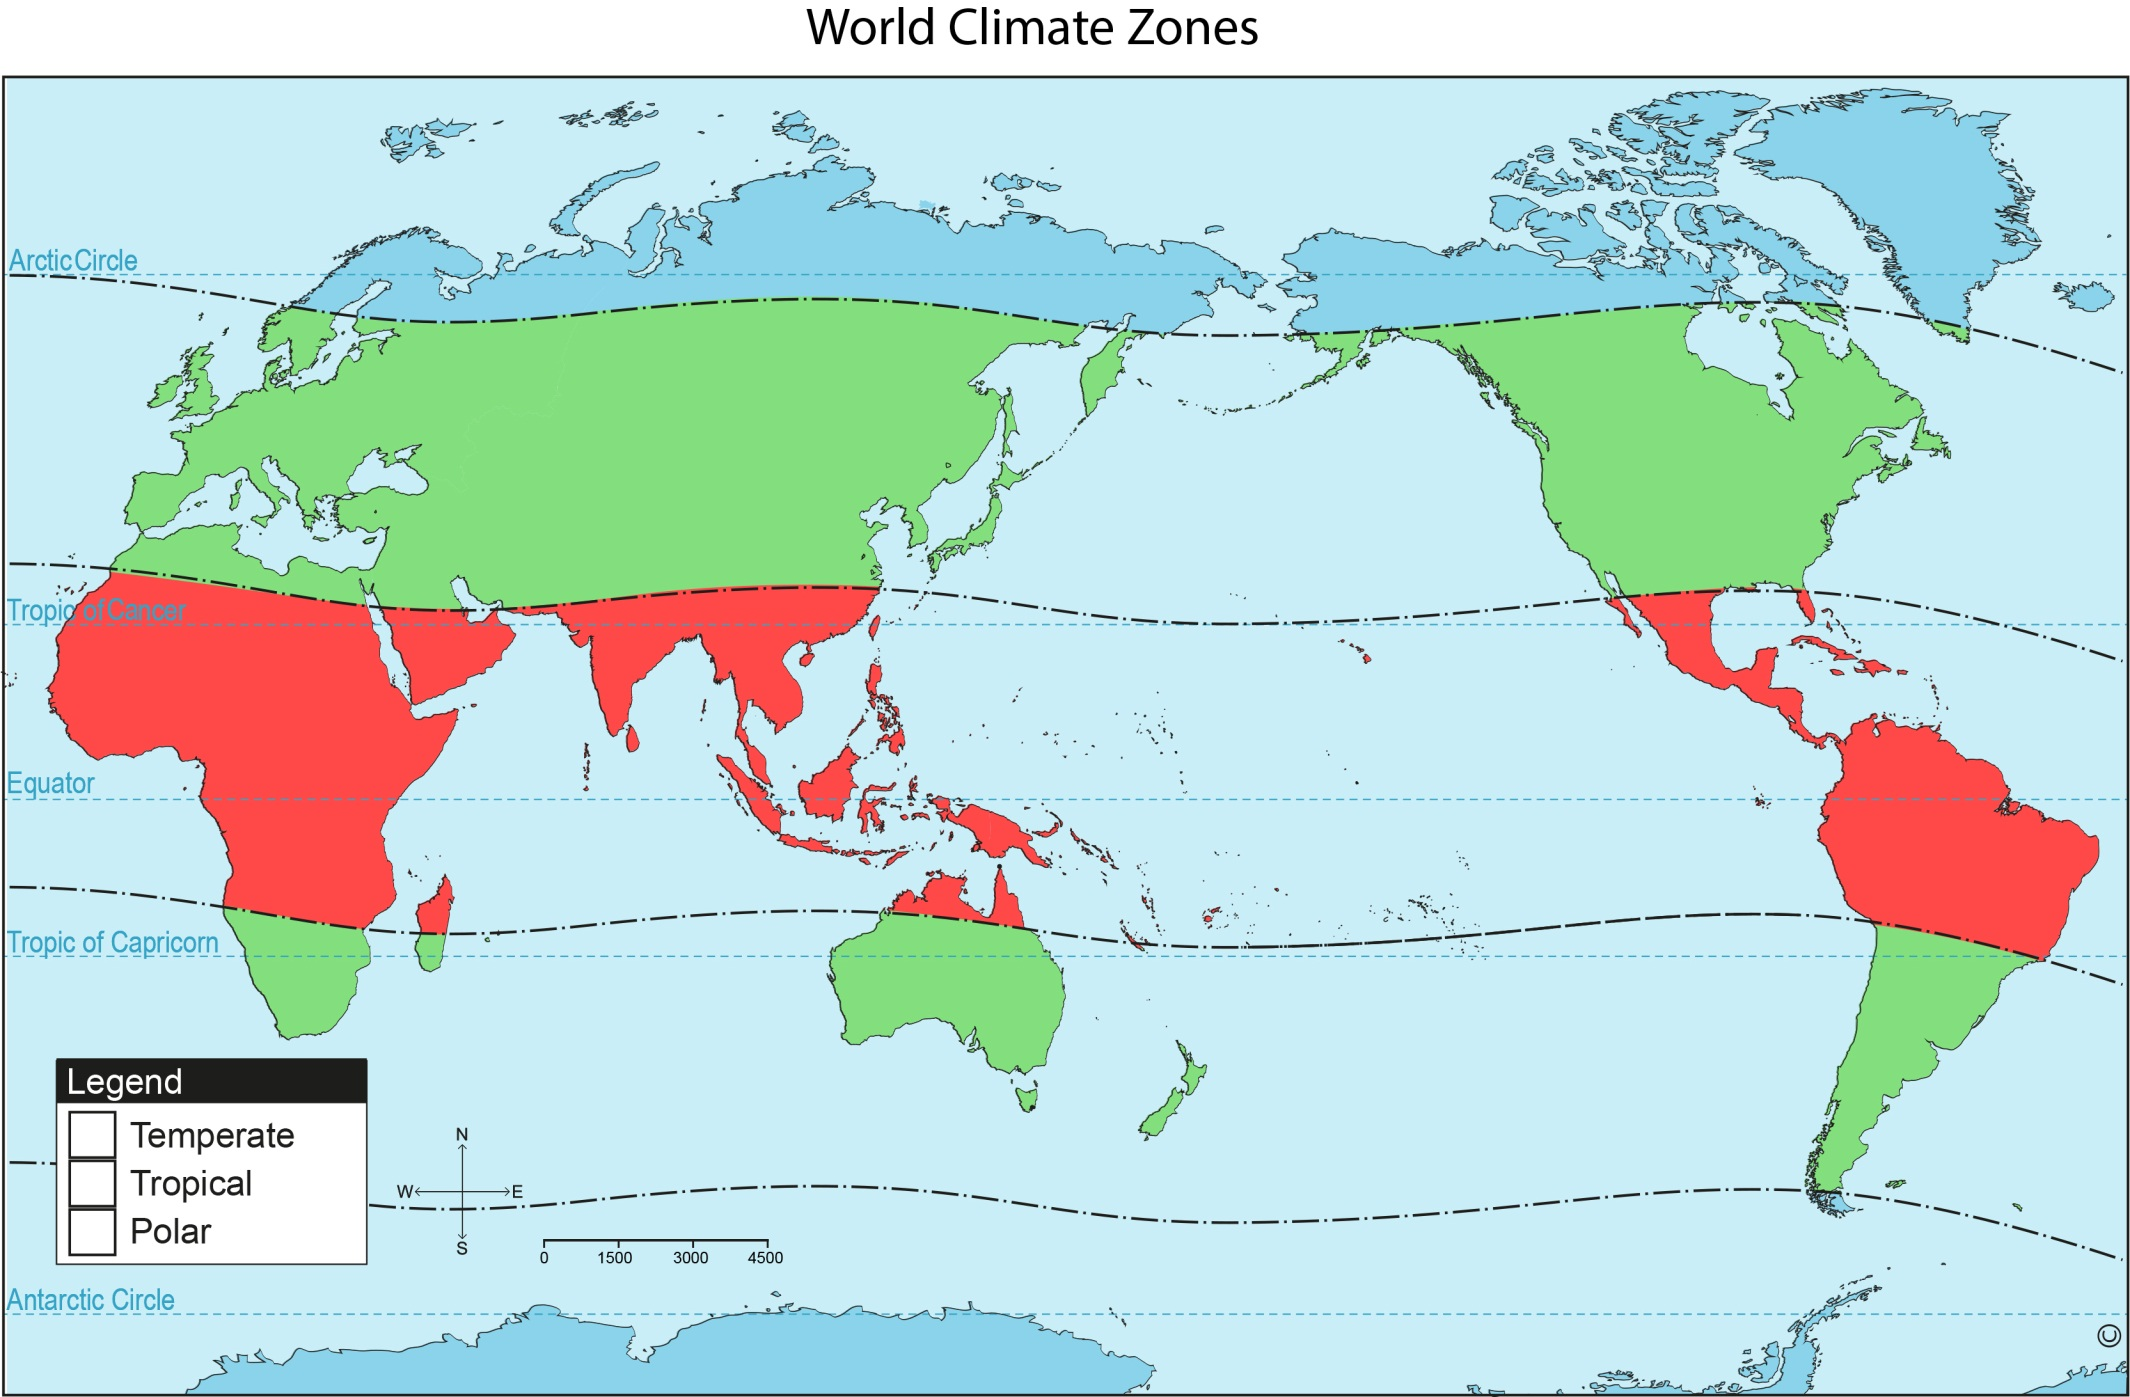 World Climate Zones
Arctic Circle
Tropic of Cancer
Equator
Tropic of Capricorn
Legend
Temperate
Tropical
Polar
N
W E
S
0 1500 3000 4500
Antarctic Circle
©